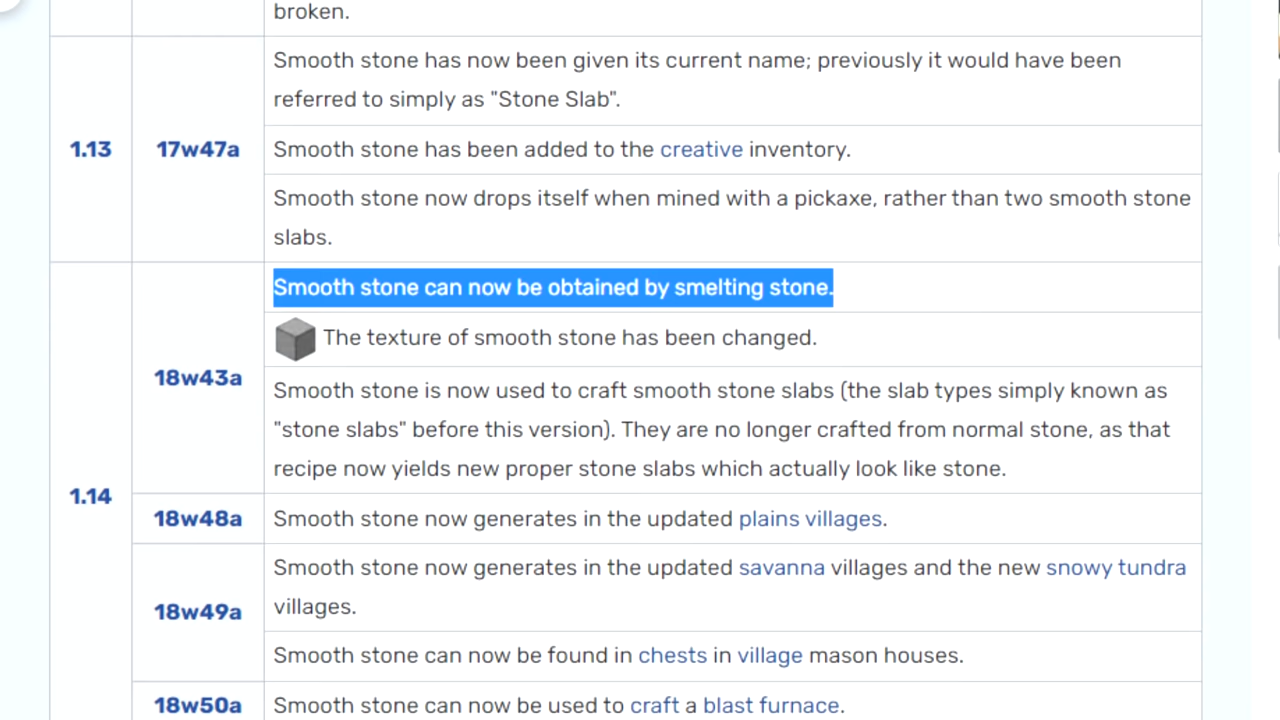 broken.
Smooth stone has now been given its current name; previously it would have been
referred to simply as "Stone Slab".
1.13
17w47a
Smooth stone has been added to the creative inventory.
Smooth stone now drops itself when mined with a pickaxe, rather than two smooth stone
slabs.
Smooth stone can now be obtained by smelting stone.
The texture of smooth stone has been changed.
18w43a
Smooth stone is now used to craft smooth stone slabs (the slab types simply known as
"stone slabs" before this version). They are no longer crafted from normal stone, as that
recipe now yields new proper stone slabs which actually look like stone.
1.14
18w48a
Smooth stone now generates in the updated plains villages.
Smooth stone now generates in the updated savanna villages and the new snowy tundra
villages.
18w49a
Smooth stone can now be found in chests in village mason houses.
18w50a
Smooth stone can now be used to craft a blast furnace.